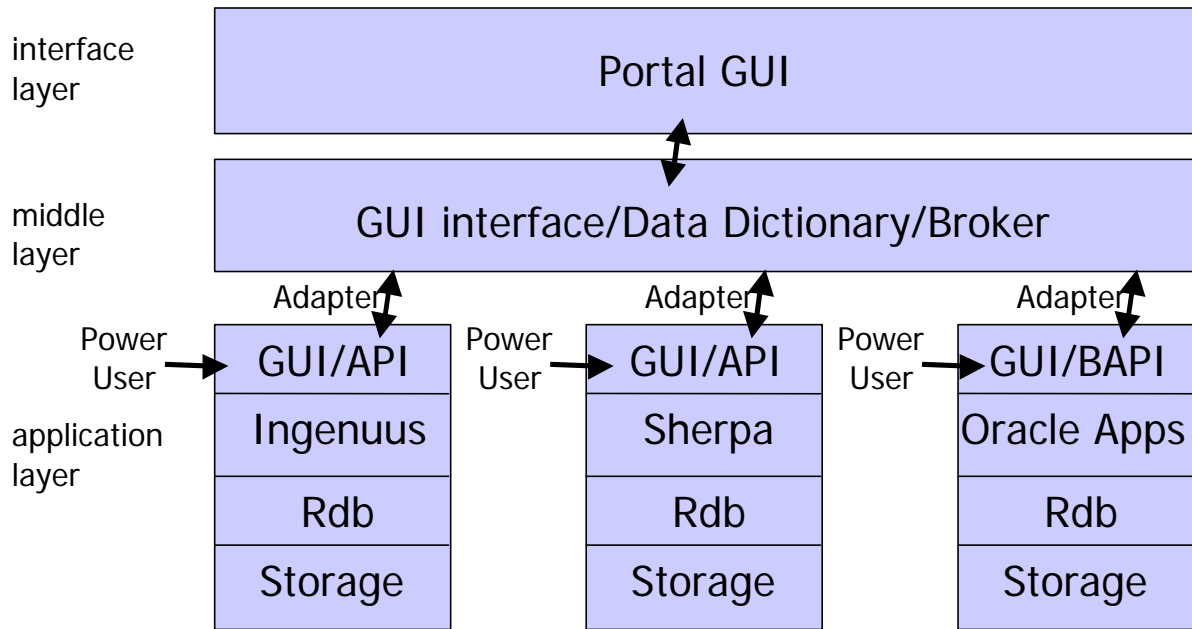 interface
layer
Portal GUI
middle
layer
GUI interface/Data Dictionary/Broker
Adapter
Adapter
Adapter
Power
User
GUI/API
Power
User
GUI/API
Power
User
GUI/BAPI
application
layer
Ingenuus
Sherpa
Oracle Apps
Rdb
Rdb
Rdb
Storage
Storage
Storage